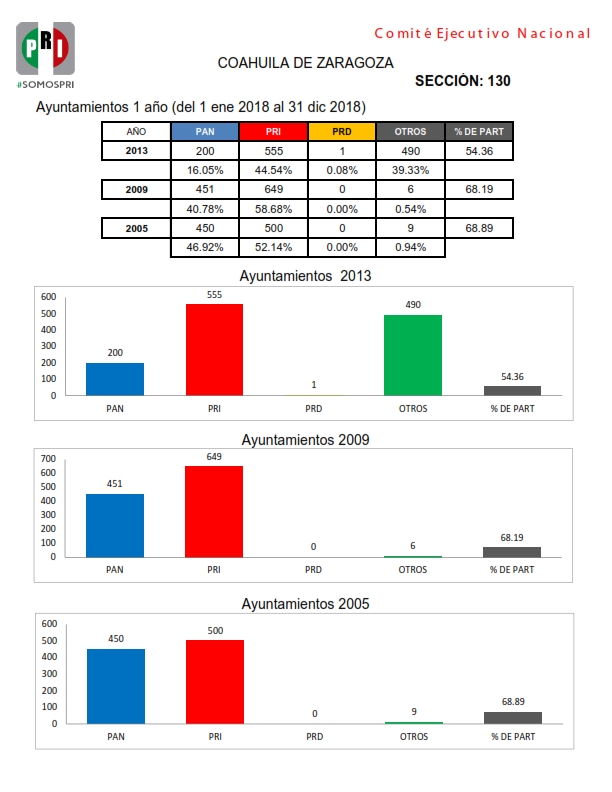 Comité Ejecutivo Nacional
PRI
#SOMOSPRI
COAHUILA DE ZARAGOZA
SECCIÓN: 130
Ayuntamientos 1 año (del 1 ene 2018 al 31 dic 2018)
AÑO PAN PRI PRD OTROS % DE PART
2013 200 555 1 490 54.36
16.05% 44.54% 0.08% 39.33%
2009 451 649 0 6 68.19
40.78% 58.68% 0.00% 0.54%
2005 450 500 0 9 68.89
46.92% 52.14% 0.00% 0.94%
Ayuntamientos 2013
600
500
400
300
200
100
0
200 555 1 490 54.36
PAN PRI PRD OTROS % DE PART
Ayuntamientos 2009
700
600
500
400
300
200
100
0
451 649 0 6 68.19
PAN PRI PRD OTROS % DE PART
Ayuntamientos 2005
600
500
400
300
200
100
0
450 500 0 9 68.89
PAN PRI PRD OTROS % DE PART